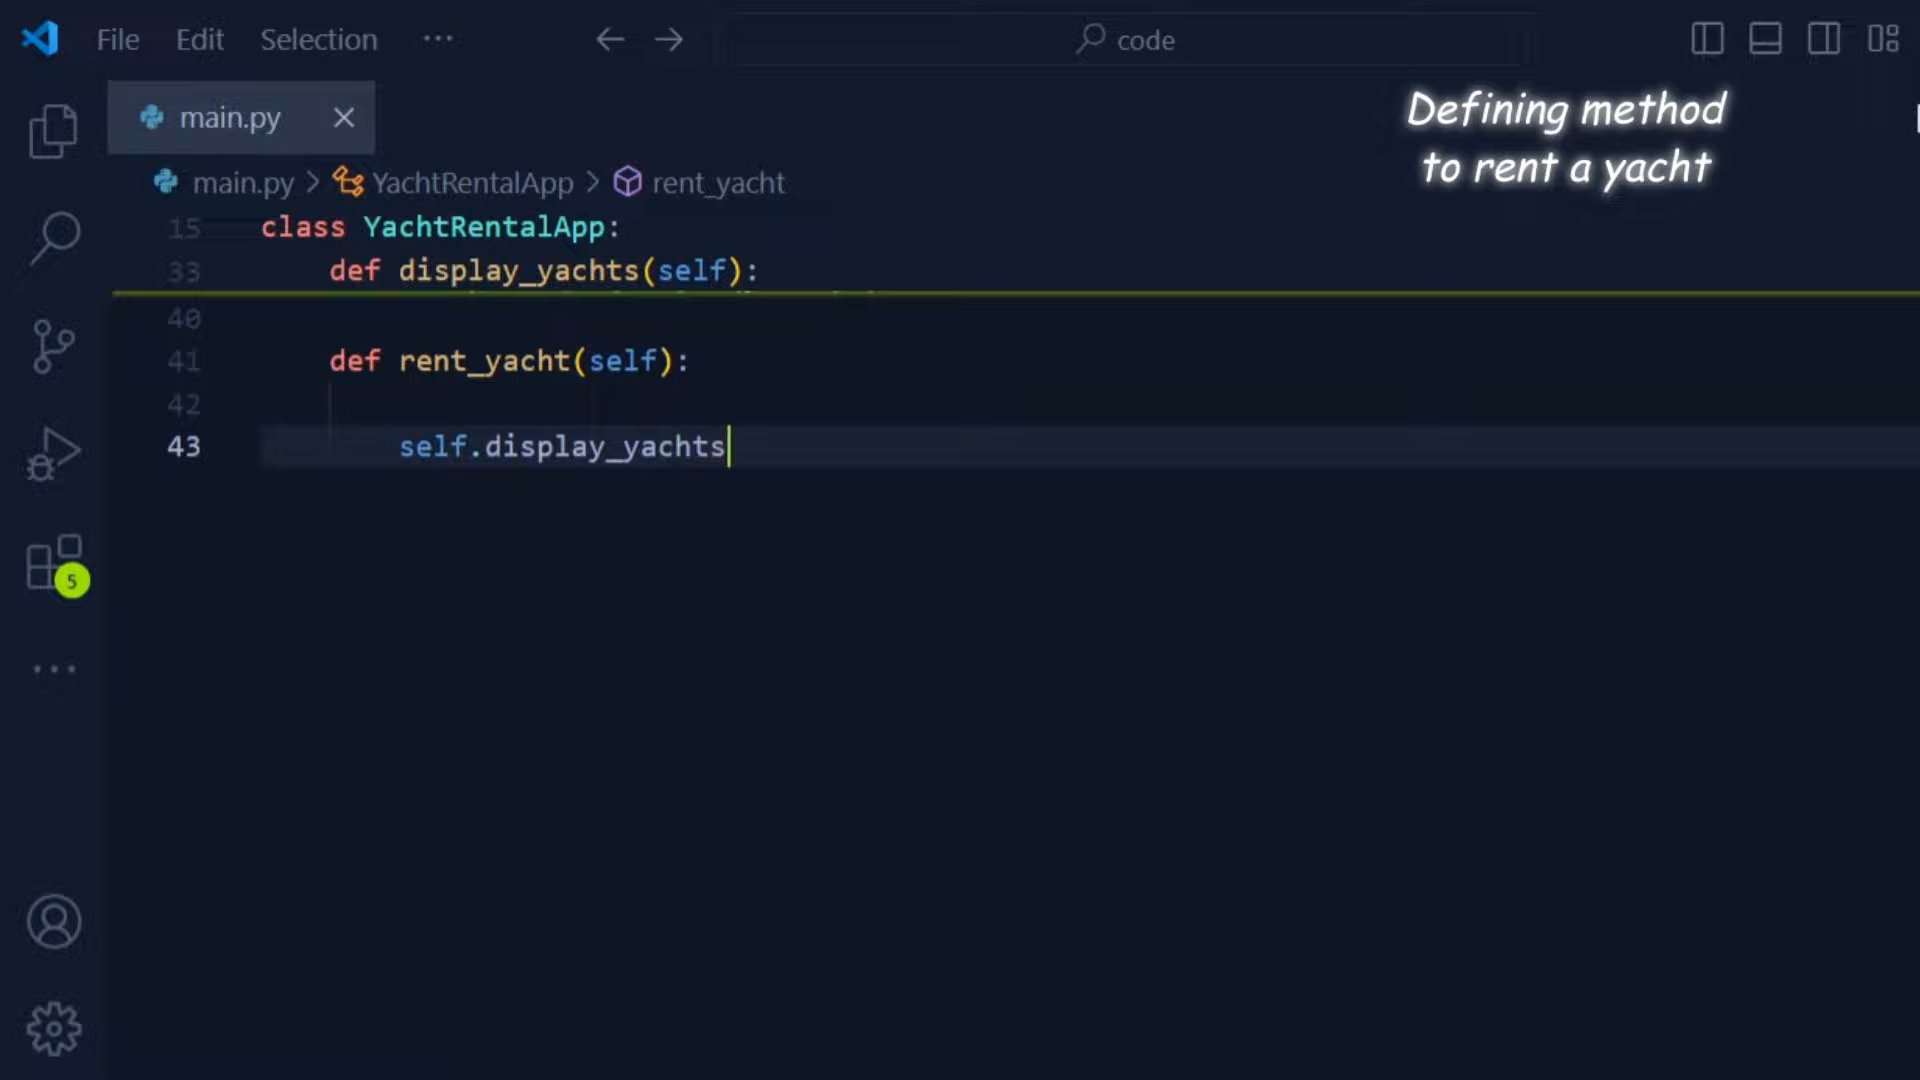 File Edit Selection ··· code
Defining method
to rent a yacht
main.py
main.py > YachtRentalApp > rent_yacht
15 class YachtRentalApp:
33 def display_yachts(self):
40
41 def rent_yacht(self):
42
43 self.display_yachts
5